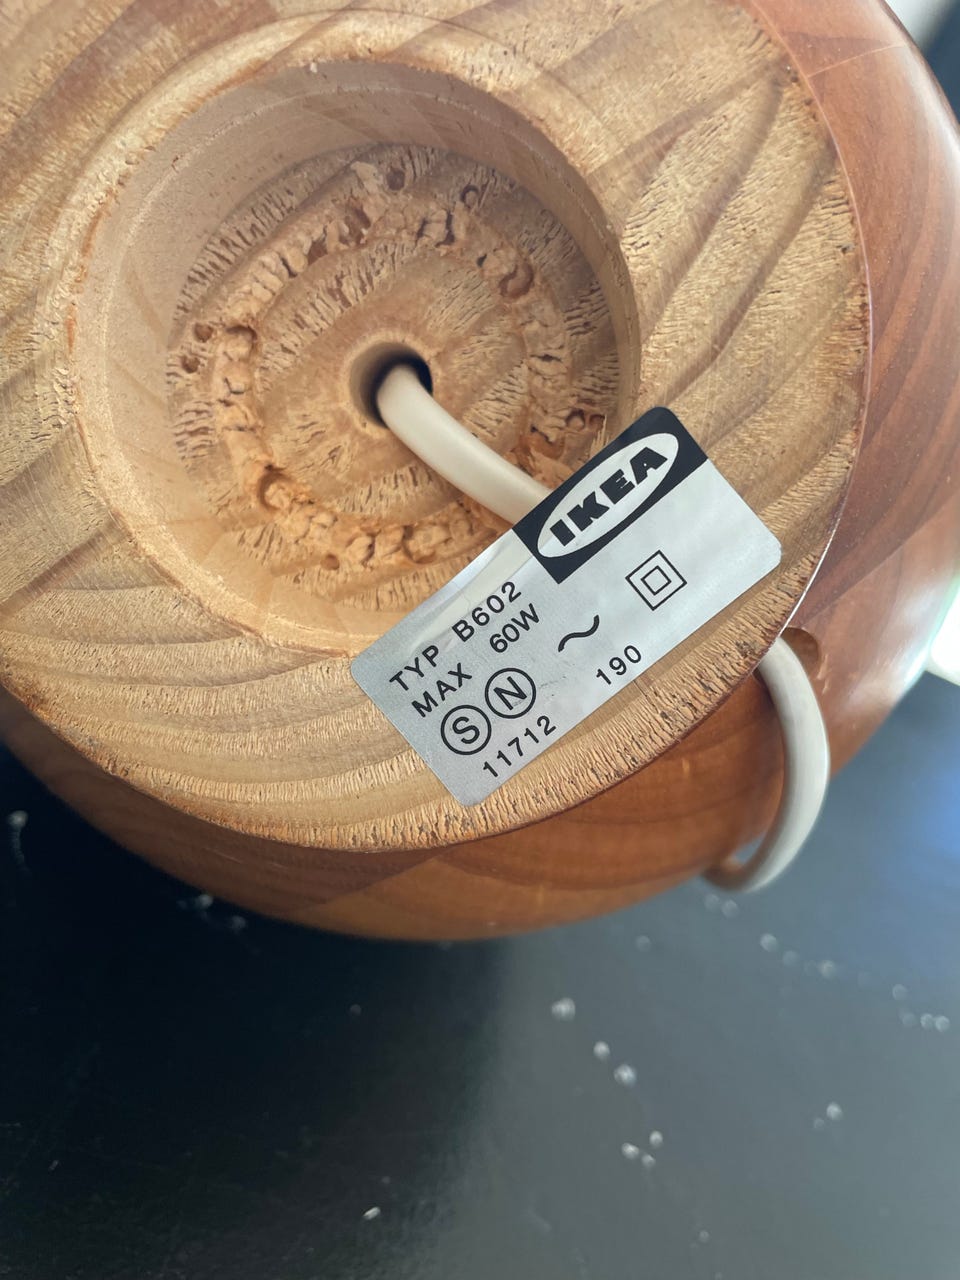 IKEA
TYP B602
MAX 60W ~
S N 190
11712